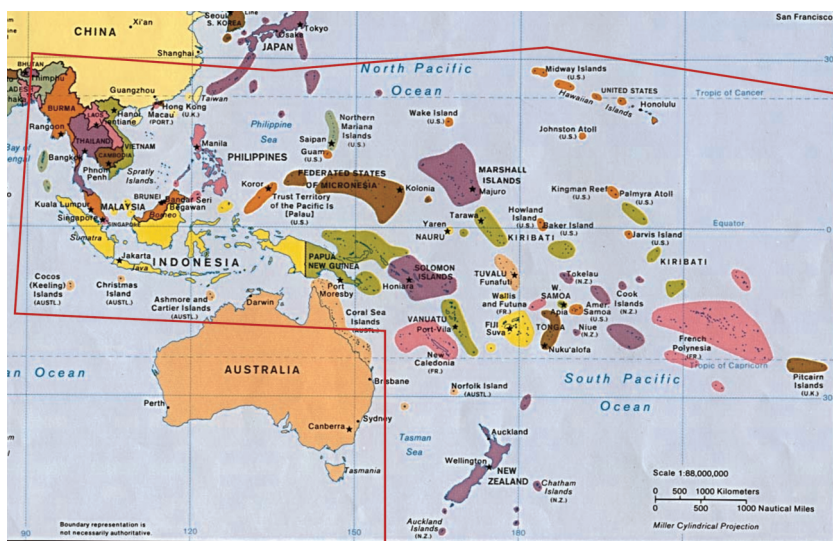 Seoul
S. KOREA
Tokyo
Osaka
JAPAN
San Francisco
Xi'an
CHINA
Shanghai
North Pacific
Ocean
Midway Islands
(U.S.)
Hawaiian
Islands
UNITED STATES
Honolulu
Tropic of Cancer
BHUTAN
Thimphu
Guangzhou
Taiwan
Hong Kong
(U.K.)
Macau
(PORT.)
BURMA
LAOS
Hanoi
Vientiane
Rangoon
THAILAND
VIETNAM
Bangkok
CAMBODIA
Phnom
Penh
Spratly
Islands
Bay of
Philippine
Sea
Manila
PHILIPPINES
Northern
Mariana
Islands
(U.S.)
Saipan
Guam
(U.S.)
Wake Island
(U.S.)
Johnston Atoll
(U.S.)
FEDERATED STATES
OF MICRONESIA
Kolonia
MARSHALL
ISLANDS
Majuro
Kingman Reef
(U.S.)
Palmyra Atoll
(U.S.)
Koror
Trust Territory
of the Pacific Is
[Palau]
(U.S.)
BRUNEI
Bandar Seri
Begawan
Kuala Lumpur
MALAYSIA
Singapore
SINGAPORE
Borneo
Sumatra
Tarawa
Howland
Island
(U.S.)
Baker Island
(U.S.)
Yaren
NAURU
KIRIBATI
Jarvis Island
(U.S.)
Equator
0
KIRIBATI
Jakarta
Java
INDONESIA
PAPUA
NEW GUINEA
Port
Moresby
SOLOMON
ISLANDS
Honiara
TUVALU
Funafuti
Tokelau
(N.Z.)
Cocos
(Keeling)
Islands
(AUSTL.)
Christmas
Island
(AUSTL.)
Ashmore and
Cartier Islands
(AUSTL.)
Darwin
Coral Sea
Islands
(AUSTL.)
Wallis
and Futuna
(FR.)
W.
SAMOA
Apia
Amer.
Samoa
(U.S.)
Cook
Islands
(N.Z.)
VANUATU
Port-Vila
FIJI
Suva
TONGA
Nuku'alofa
Niue
(N.Z.)
French
Polynesia
(FR.)
New
Caledonia
(FR.)
Tropic of Capricorn
Pitcairn
Islands
(U.K.)
an Ocean
AUSTRALIA
Brisbane
Norfolk Island
(AUSTL.)
South Pacific
Ocean
30
30
Perth
Sydney
Canberra
Tasman
Sea
Tasmania
Auckland
Wellington
NEW
ZEALAND
Chatham
Islands
(N.Z.)
Auckland
Islands
(N.Z.)
Scale 1:88,000,000
0 500 1000 Kilometers
0 500 1000 Nautical Miles
Miller Cylindrical Projection
90
120
150
180
Boundary representation is
not necessarily authoritative.